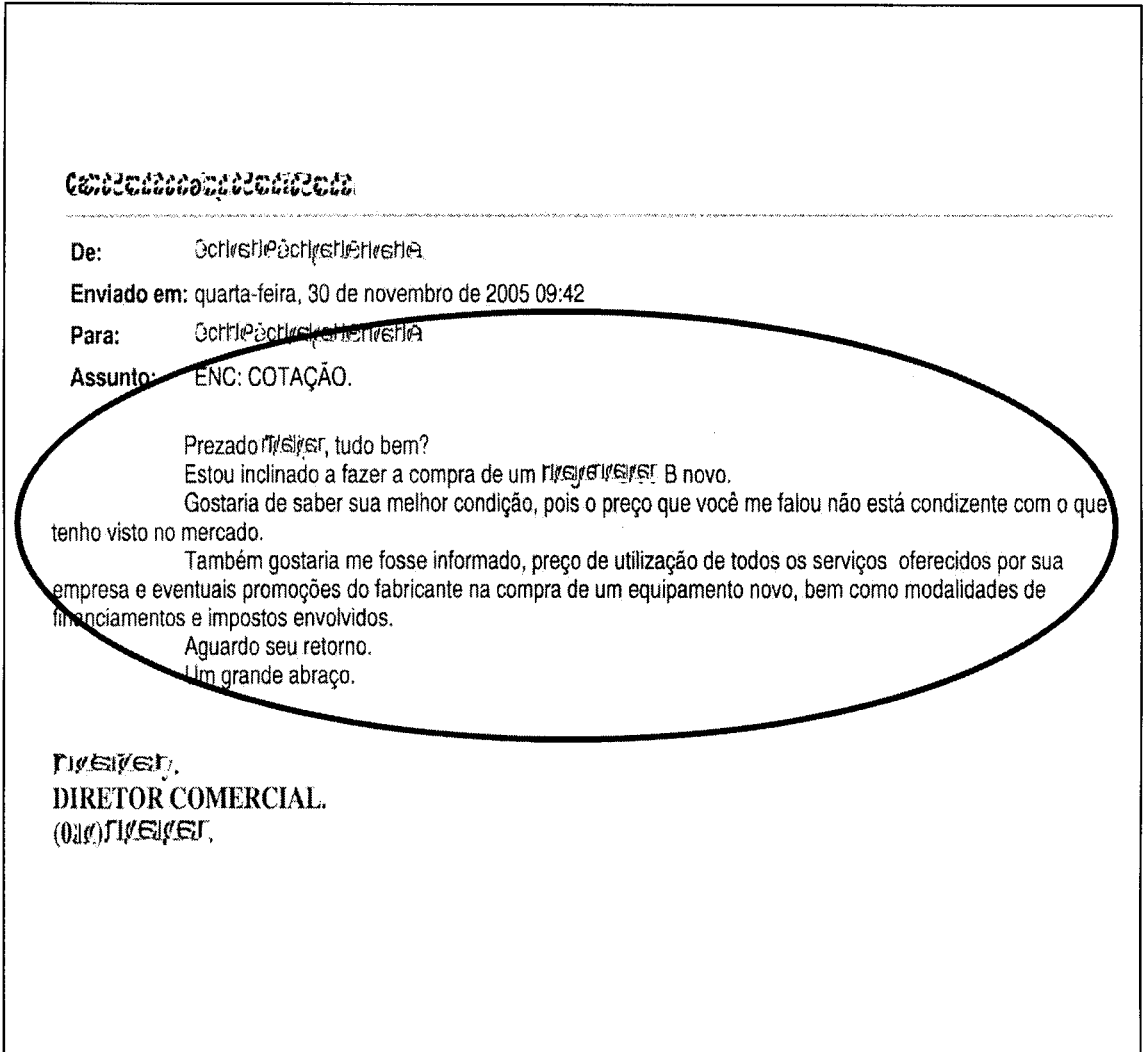 De:
Enviado em: quarta-feira, 30 de novembro de 2005 09:42
Para:
Assunto: ENC: COTAÇÃO.
Prezado , tudo bem?
Estou inclinado a fazer a compra de um B novo.
Gostaria de saber sua melhor condição, pois o preço que você me falou não está condizente com o que
tenho visto no mercado.
Também gostaria me fosse informado, preço de utilização de todos os serviços oferecidos por sua
empresa e eventuais promoções do fabricante na compra de um equipamento novo, bem como modalidades de
financiamentos e impostos envolvidos.
Aguardo seu retorno.
Um grande abraço.
DIRETOR COMERCIAL.